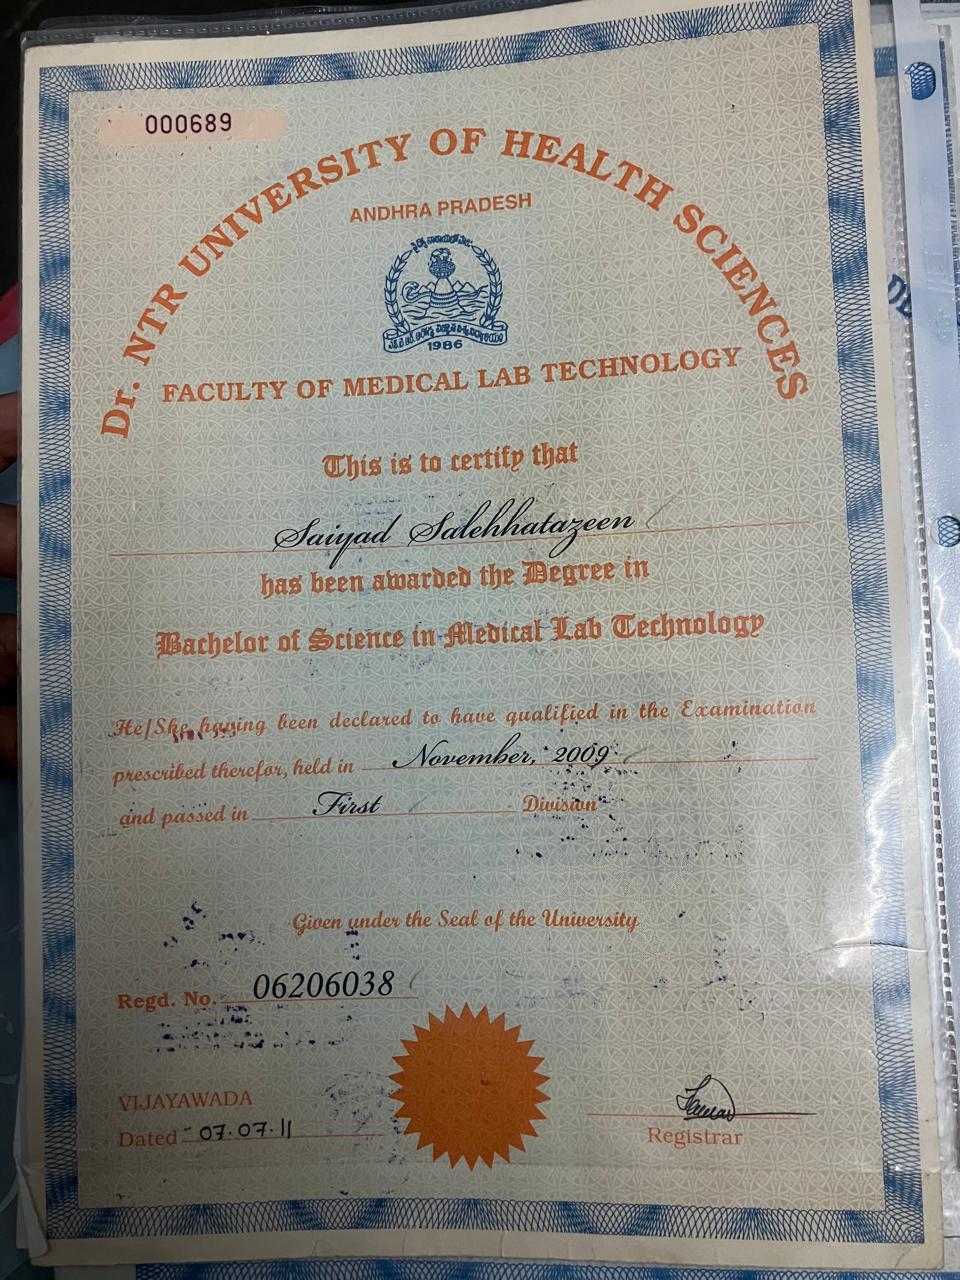 000689
Dr. NTR UNIVERSITY OF HEALTH SCIENCES
ANDHRA PRADESH
1986
FACULTY OF MEDICAL LAB TECHNOLOGY
This is to certify that
Saiyad Salehhatazeen
has been awarded the Degree in
Bachelor of Science in Medical Lab Technology
He/She having been declared to have qualified in the Examination
prescribed therefor, held in November, 2009
and passed in First Division
Given under the Seal of the University
Regd. No. 06206038
VIJAYAWADA
Dated 07.07.11
Registrar